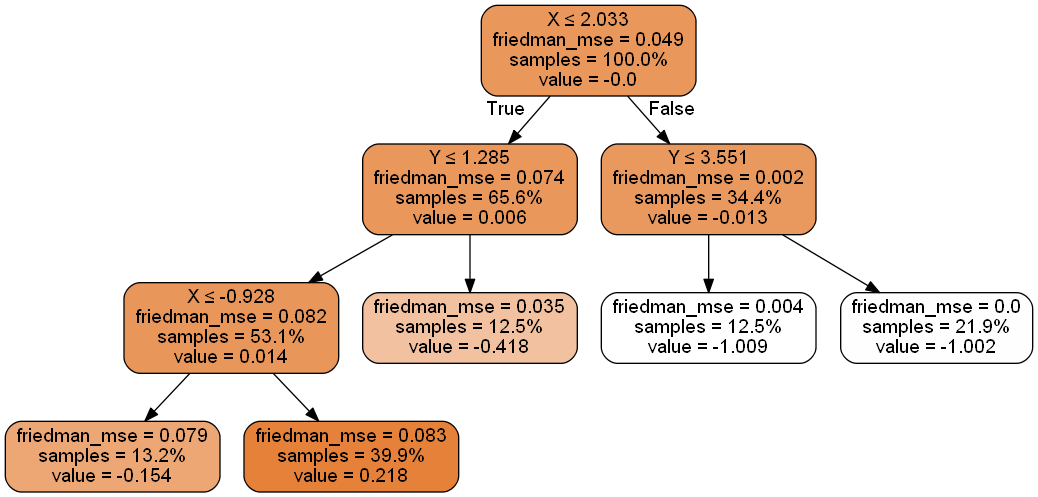 X ≤ 2.033
friedman_mse = 0.049
samples = 100.0%
value = -0.0
True
False
Y ≤ 1.285
friedman_mse = 0.074
samples = 65.6%
value = 0.006
Y ≤ 3.551
friedman_mse = 0.002
samples = 34.4%
value = -0.013
X ≤ -0.928
friedman_mse = 0.082
samples = 53.1%
value = 0.014
friedman_mse = 0.035
samples = 12.5%
value = -0.418
friedman_mse = 0.004
samples = 12.5%
value = -1.009
friedman_mse = 0.0
samples = 21.9%
value = -1.002
friedman_mse = 0.079
samples = 13.2%
value = -0.154
friedman_mse = 0.083
samples = 39.9%
value = 0.218